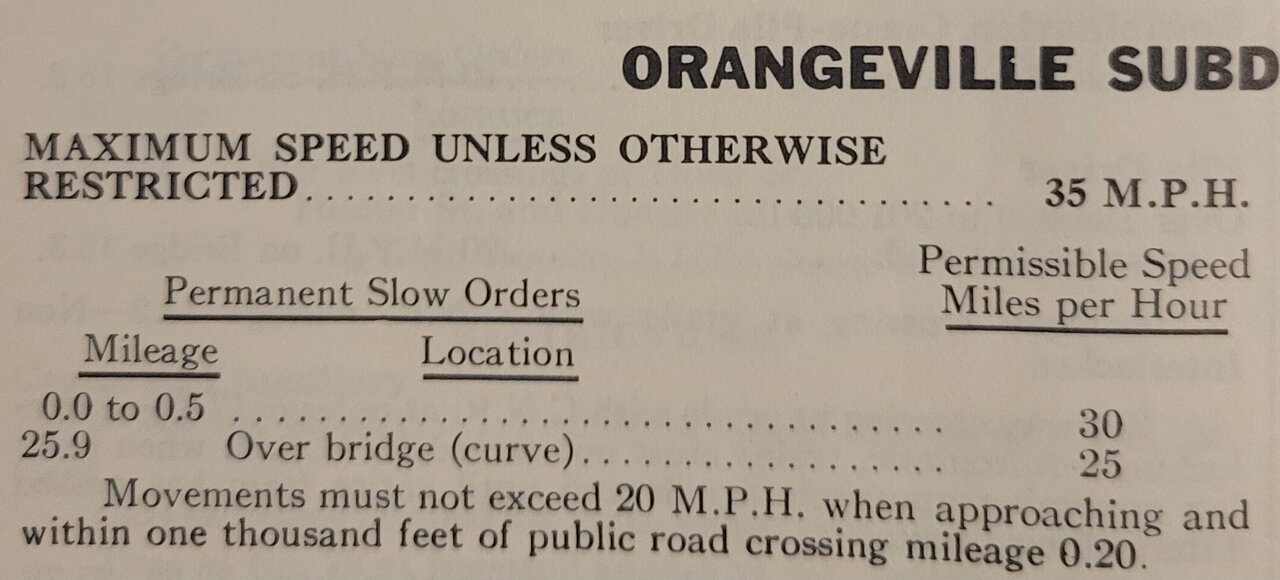 ORANGEVILLE SUBD
MAXIMUM SPEED UNLESS OTHERWISE
RESTRICTED.................................. 35 M.P.H.
Permissible Speed
Permanent Slow Orders Miles per Hour
Mileage Location
0.0 to 0.5 .................................... 30
25.9 Over bridge (curve)................... 25
Movements must not exceed 20 M.P.H. when approaching and
within one thousand feet of public road crossing mileage 0.20.